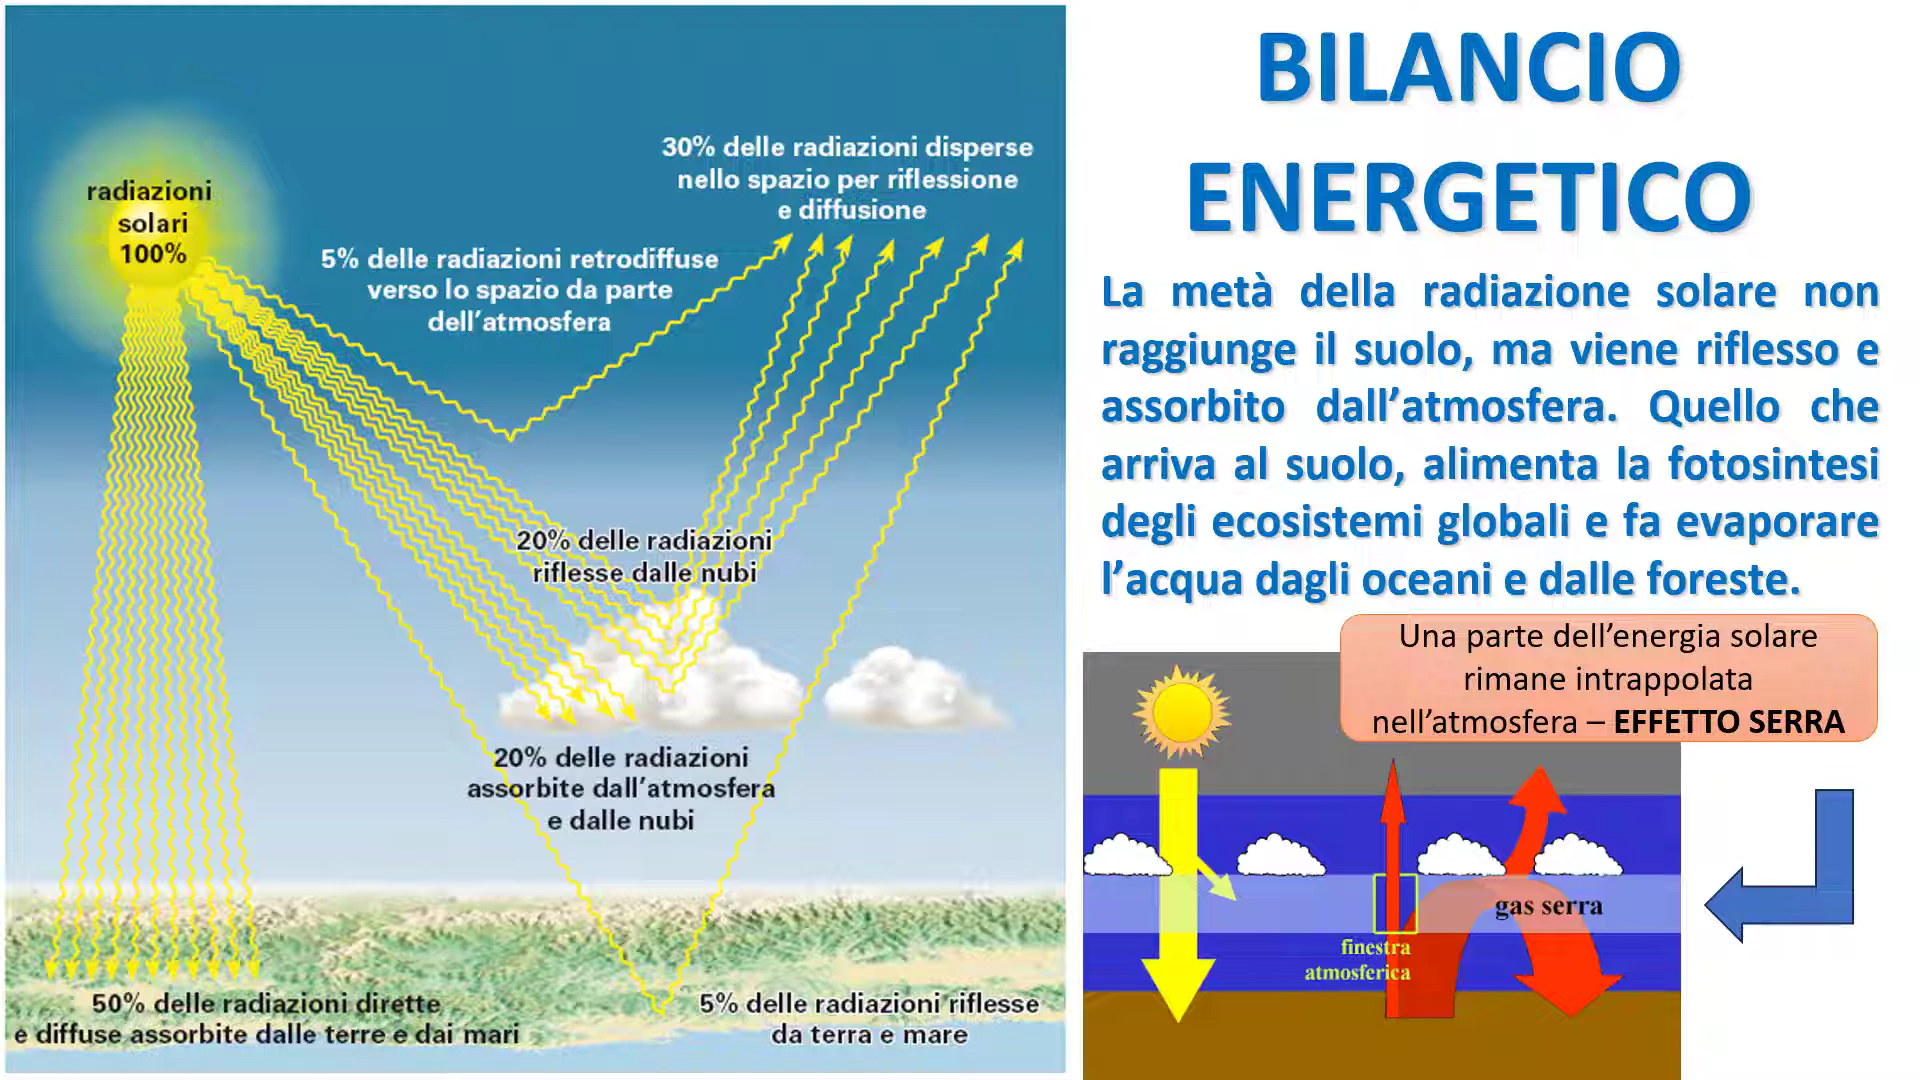 radiazioni
solari
100%
30% delle radiazioni disperse
nello spazio per riflessione
e diffusione
5% delle radiazioni retrodiffuse
verso lo spazio da parte
dell’atmosfera
20% delle radiazioni
riflesse dalle nubi
20% delle radiazioni
assorbite dall’atmosfera
e dalle nubi
50% delle radiazioni dirette
e diffuse assorbite dalle terre e dai mari
5% delle radiazioni riflesse
da terra e mare
BILANCIO
ENERGETICO
La metà della radiazione solare non
raggiunge il suolo, ma viene riflesso e
assorbito dall’atmosfera. Quello che
arriva al suolo, alimenta la fotosintesi
degli ecosistemi globali e fa evaporare
l’acqua dagli oceani e dalle foreste.
Una parte dell’energia solare
rimane intrappolata
nell’atmosfera – EFFETTO SERRA
gas serra
finestra
atmosferica